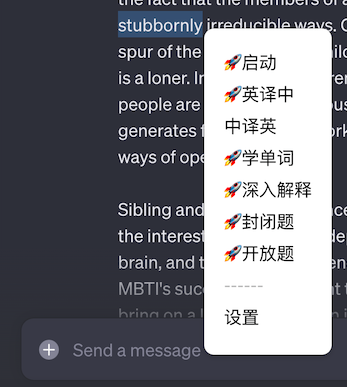 the fact that the members of a
stubbornly irreducible ways.
spur of the
is a loner. In
people are
generates
ways of ope
Sibling and
the interest
brain, and t
MBTI's suc
bring on a
🚀启动
🚀英译中
中译英
🚀学单词
🚀深入解释
🚀封闭题
🚀开放题
------
设置
Send a message